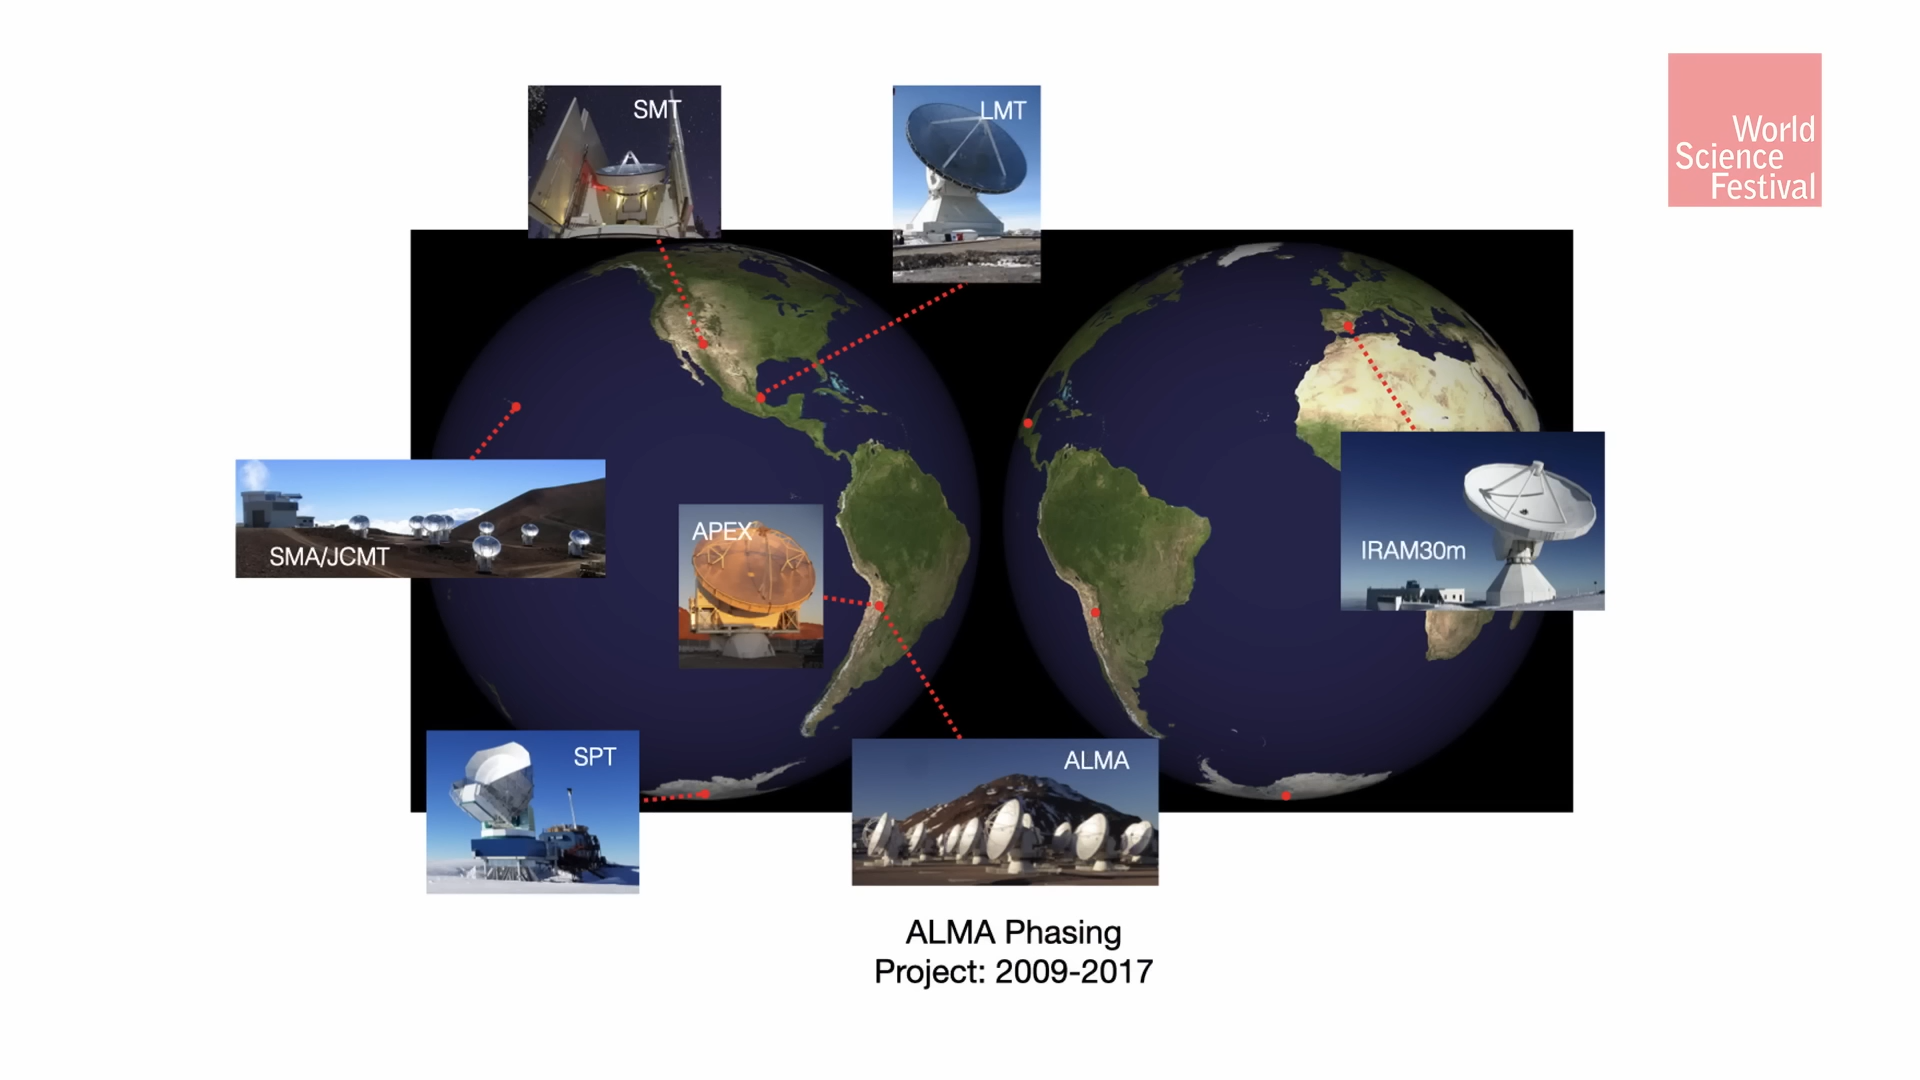 SMT
LMT
World
Science
Festival
SMA/JCMT
APEX
IRAM30m
SPT
ALMA
ALMA Phasing
Project: 2009-2017